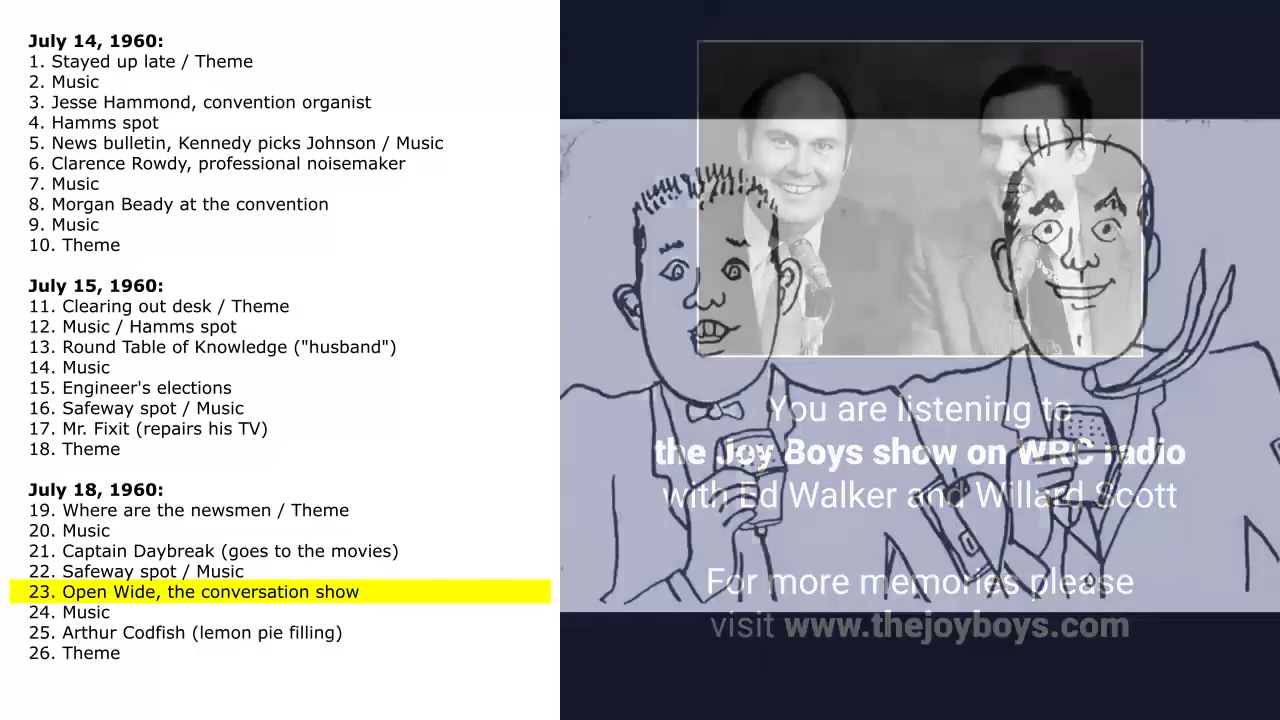 July 14, 1960:
1. Stayed up late / Theme
2. Music
3. Jesse Hammond, convention organist
4. Hamms spot
5. News bulletin, Kennedy picks Johnson / Music
6. Clarence Rowdy, professional noisemaker
7. Music
8. Morgan Beady at the convention
9. Music
10. Theme
July 15, 1960:
11. Clearing out desk / Theme
12. Music / Hamms spot
13. Round Table of Knowledge ("husband")
14. Music
15. Engineer's elections
16. Safeway spot / Music
17. Mr. Fixit (repairs his TV)
18. Theme
July 18, 1960:
19. Where are the newsmen / Theme
20. Music
21. Captain Daybreak (goes to the movies)
22. Safeway spot / Music
23. Open Wide, the conversation show
24. Music
25. Arthur Codfish (lemon pie filling)
26. Theme
You are listening to
the Joy Boys show on WRC radio
with Ed Walker and Willard Scott
For more memories please
visit www.thejoyboys.com